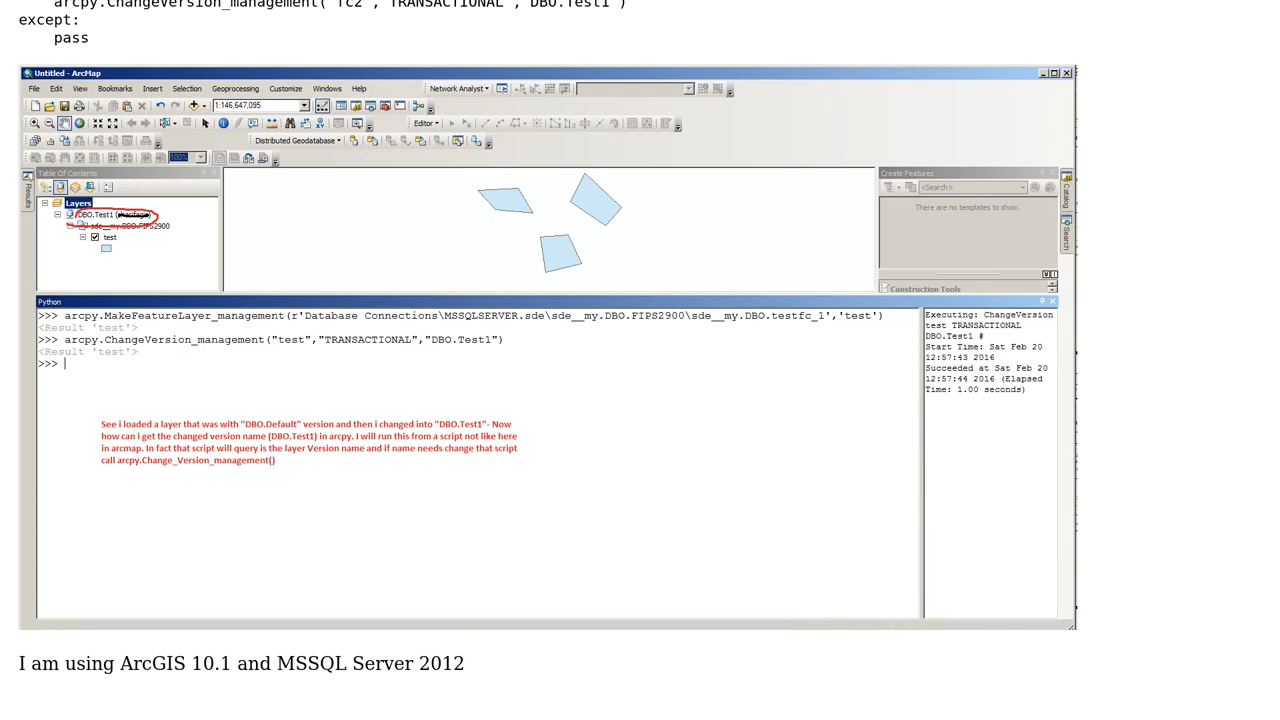 arcpy.ChangeVersion_management("fc2","TRANSACTIONAL","DBO.Test1")
except:
    pass
Untitled - ArcMap
File Edit View Bookmarks Insert Selection Geoprocessing Customize Windows Help
Network Analyst
1:146,647,095
Editor
Distributed Geodatabase
100%
Table Of Contents
Results
Layers
DBO.Test1
sde__my.DBO.FIPS2900
test
Create Features
<Search>
There are no templates to show.
Construction Tools
Catalog
Search
Python
>>> arcpy.MakeFeatureLayer_management(r'Database Connections\MSSQLSERVER.sde\sde__my.DBO.FIPS2900\sde__my.DBO.testfc_1','test')
<Result 'test'>
>>> arcpy.ChangeVersion_management("test","TRANSACTIONAL","DBO.Test1")
<Result 'test'>
>>>
Executing: ChangeVersion
test TRANSACTIONAL
DBO.Test1 #
Start Time: Sat Feb 20
12:57:43 2016
Succeeded at Sat Feb 20
12:57:44 2016 (Elapsed
Time: 1.00 seconds)
See i loaded a layer that was with "DBO.Default" version and then i changed into "DBO.Test1"- Now
how can i get the changed version name (DBO.Test1) in arcpy. I will run this from a script not like here
in arcmap. In fact that script will query is the layer Version name and if name needs change that script
call arcpy.Change_Version_management()
I am using ArcGIS 10.1 and MSSQL Server 2012